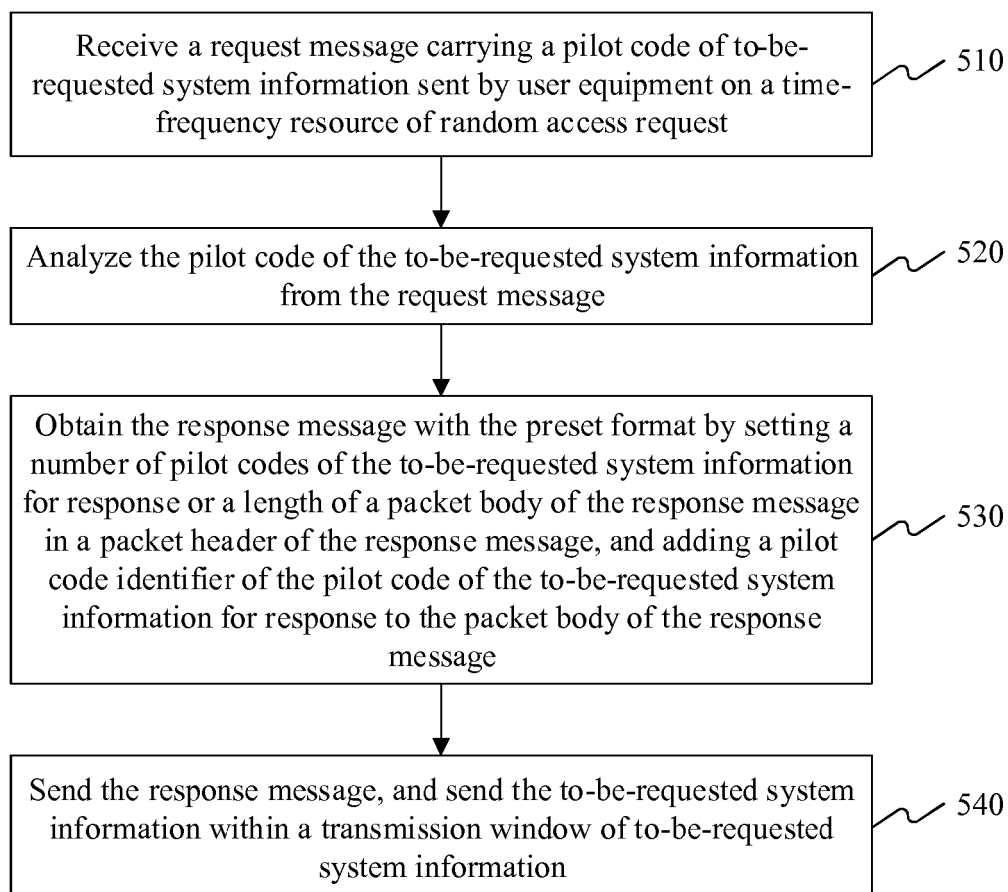 Receive a request message carrying a pilot code of to-be-
requested system information sent by user equipment on a time-
frequency resource of random access request
510
Analyze the pilot code of the to-be-requested system information
from the request message
520
Obtain the response message with the preset format by setting a
number of pilot codes of the to-be-requested system information
for response or a length of a packet body of the response message
in a packet header of the response message, and adding a pilot
code identifier of the pilot code of the to-be-requested system
information for response to the packet body of the response
message
530
Send the response message, and send the to-be-requested system
information within a transmission window of to-be-requested
system information
540